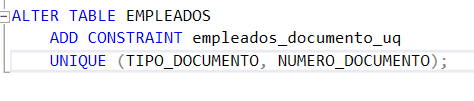 ALTER TABLE EMPLEADOS
ADD CONSTRAINT empleados_documento_uq
UNIQUE (TIPO_DOCUMENTO, NUMERO_DOCUMENTO);